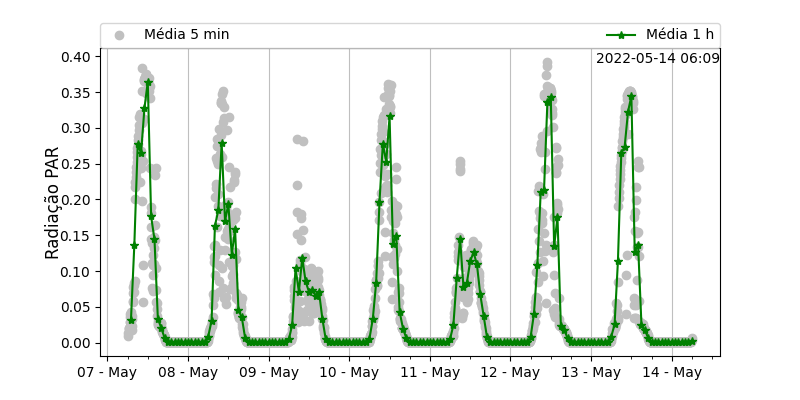 Média 5 min
Média 1 h
2022-05-14 06:09
Radiação PAR
0.40
0.35
0.30
0.25
0.20
0.15
0.10
0.05
0.00
07 - May
08 - May
09 - May
10 - May
11 - May
12 - May
13 - May
14 - May